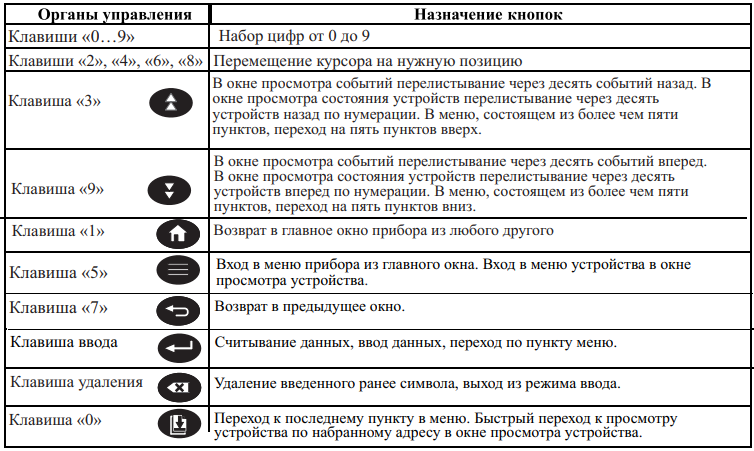 Органы управления Назначение кнопок
Клавиши «0…9» Набор цифр от 0 до 9
Клавиши «2», «4», «6», «8» Перемещение курсора на нужную позицию
Клавиша «3»
В окне просмотра событий перелистывание через десять событий назад. В
окне просмотра состояния устройств перелистывание через десять
устройств назад по нумерации. В меню, состоящем из более чем пяти
пунктов, переход на пять пунктов вверх.
Клавиша «9»
В окне просмотра событий перелистывание через десять событий вперед.
В окне просмотра состояния устройств перелистывание через десять
устройств вперед по нумерации. В меню, состоящем из более чем пяти
пунктов, переход на пять пунктов вниз.
Клавиша «1» Возврат в главное окно прибора из любого другого
Клавиша «5» Вход в меню прибора из главного окна. Вход в меню устройства в окне
просмотра устройства.
Клавиша «7» Возврат в предыдущее окно.
Клавиша ввода Считывание данных, ввод данных, переход по пункту меню.
Клавиша удаления Удаление введенного ранее символа, выход из режима ввода.
Клавиша «0» Переход к последнему пункту в меню. Быстрый переход к просмотру
устройства по набранному адресу в окне просмотра устройства.